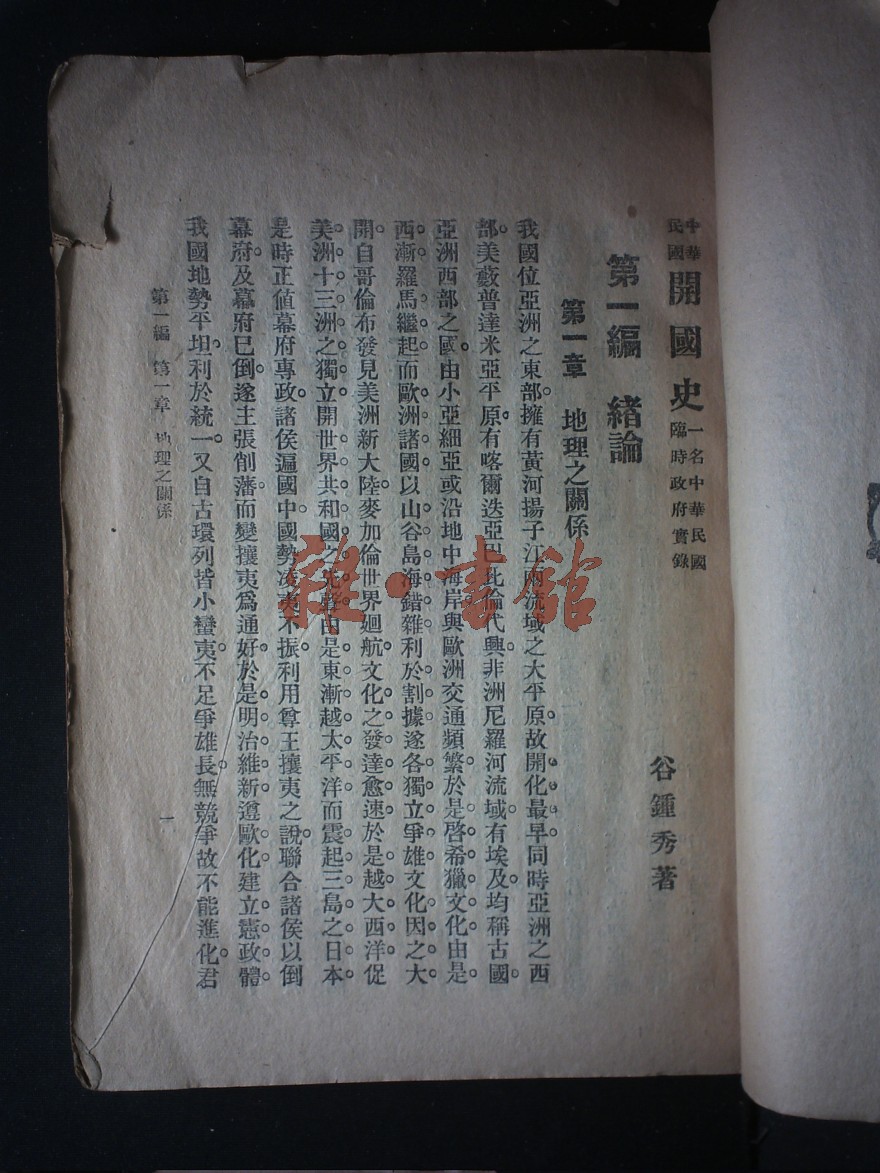 中華民國開國史 一名中華民國臨時政府實錄
谷鍾秀著
第一編 緒論
第一章 地理之關係
我國位亞洲之東部擁有黃河揚子江兩流域之大平原故開化最早同時亞洲之西
部美藪普達米亞平原有喀爾迭亞巴比倫代興非洲尼羅河流域有埃及均稱古國
亞洲西部之國由小亞細亞或沿地中海岸與歐洲交通頻繁於是啓希獵文化由是
西漸羅馬繼起而歐洲諸國以山谷島海錯雜利於割據遂各獨立爭雄文化因之大
開自哥倫布發見美洲新大陸麥加倫世界廻航文化之發達愈速於是越大西洋促
美洲十三洲之獨立開世界共和國之先聲由是東漸越太平洋而震起三島之日本
是時正値幕府專政諸侯遍國中國勢凌夷不振利用尊王攘夷之說聯合諸侯以倒
幕府及幕府已倒遂主張削藩而變攘夷爲通好於是明治維新遵歐化建立憲政體
我國地勢平坦利於統一又自古環列皆小蠻夷不足爭雄長無競爭故不能進化君
第一編 第一章 地理之關係
一
雜·書館